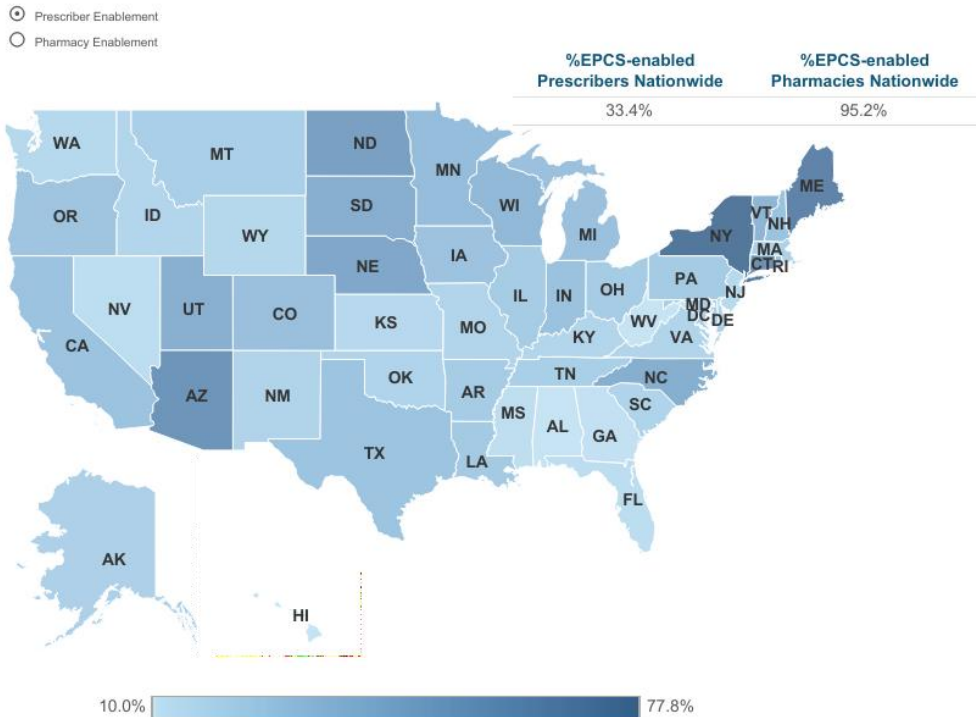 Prescriber Enablement
Pharmacy Enablement
%EPCS-enabled Prescribers Nationwide
%EPCS-enabled Pharmacies Nationwide
33.4%
95.2%
WA
MT
ND
MN
ME
OR
ID
SD
WI
VT
NH
WY
MI
NY
MA
CT
RI
NE
IA
PA
NJ
NV
UT
CO
IL
IN
OH
MD
DC
DE
CA
KS
MO
WV
KY
VA
AZ
NM
OK
AR
TN
NC
SC
MS
AL
GA
TX
LA
FL
AK
HI
10.0%
77.8%